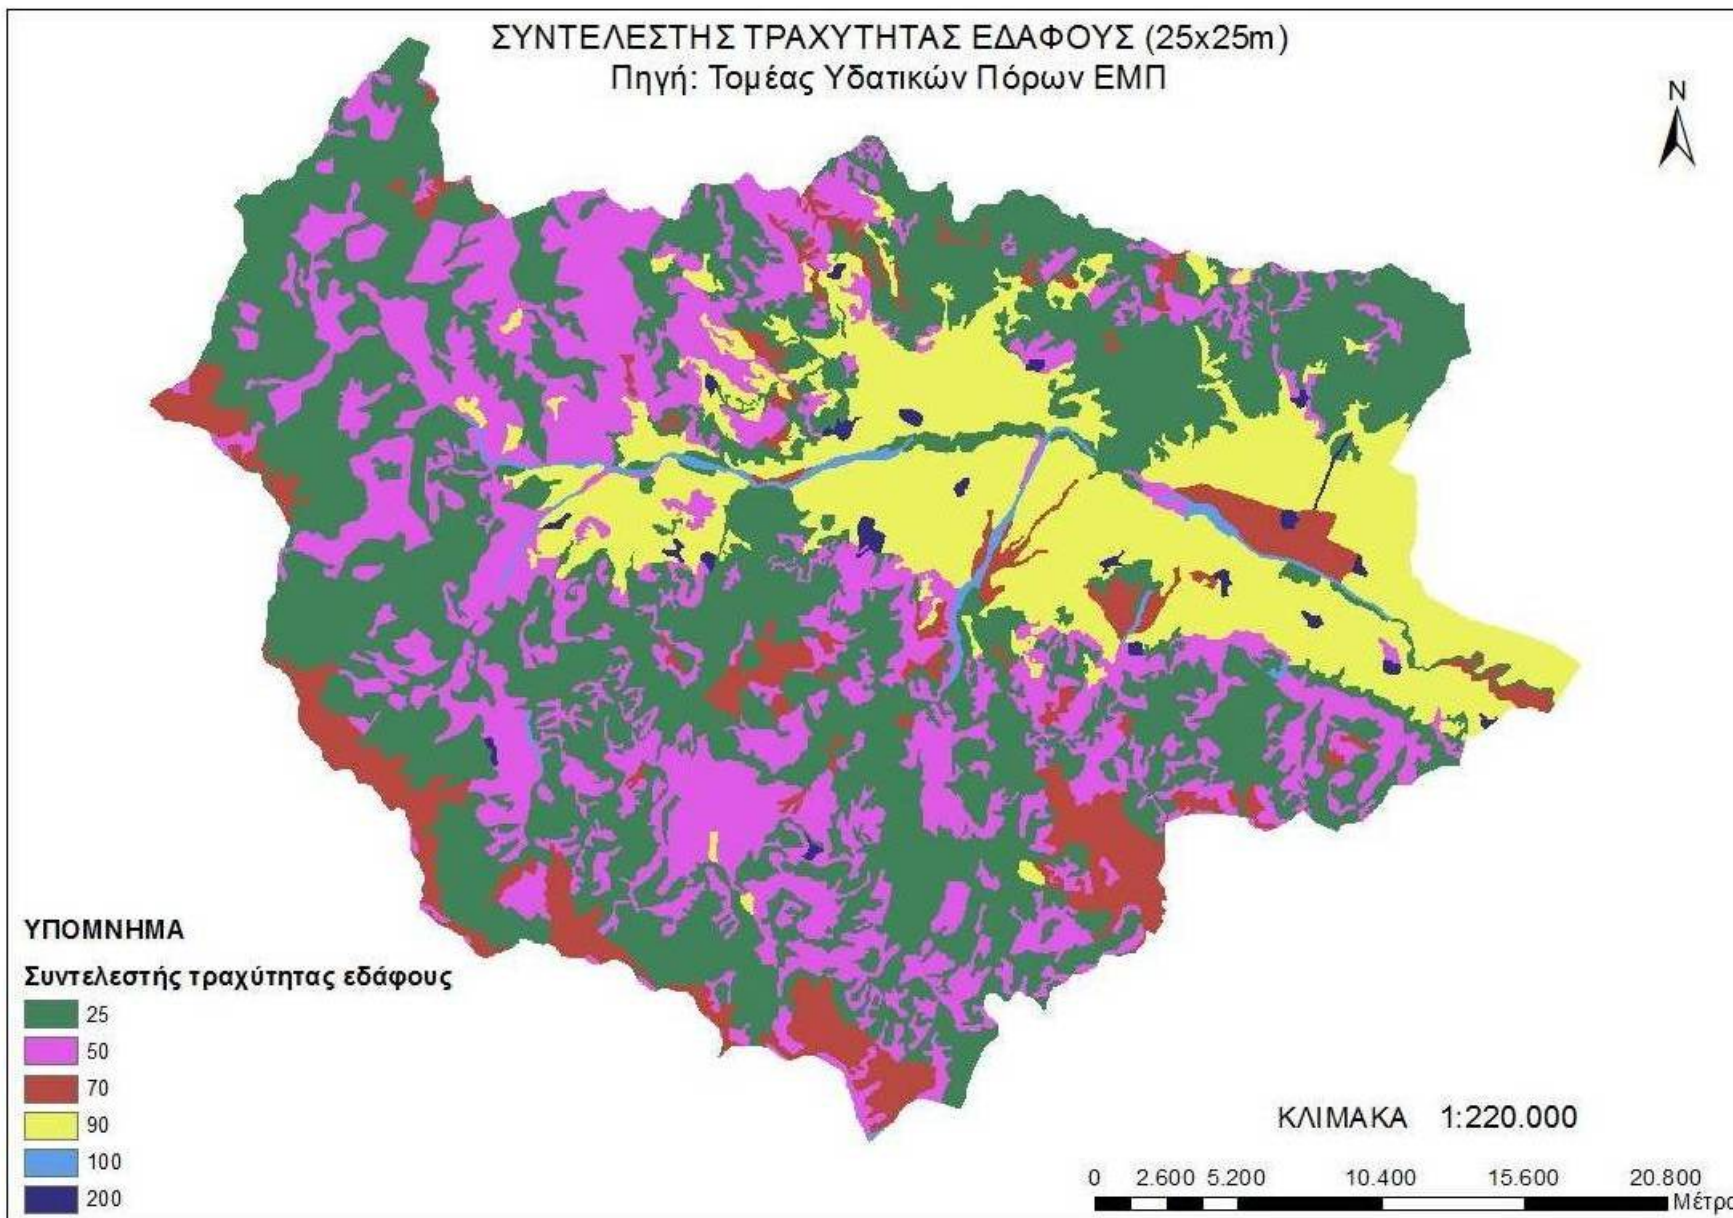 ΣΥΝΤΕΛΕΣΤΗΣ ΤΡΑΧΥΤΗΤΑΣ ΕΔΑΦΟΥΣ (25x25m)
Πηγή: Τομέας Υδατικών Πόρων ΕΜΠ
N
ΥΠΟΜΝΗΜΑ
Συντελεστής τραχύτητας εδάφους
25
50
70
90
100
200
ΚΛΙΜΑΚΑ 1:220.000
0 2.600 5.200 10.400 15.600 20.800
Μέτρα